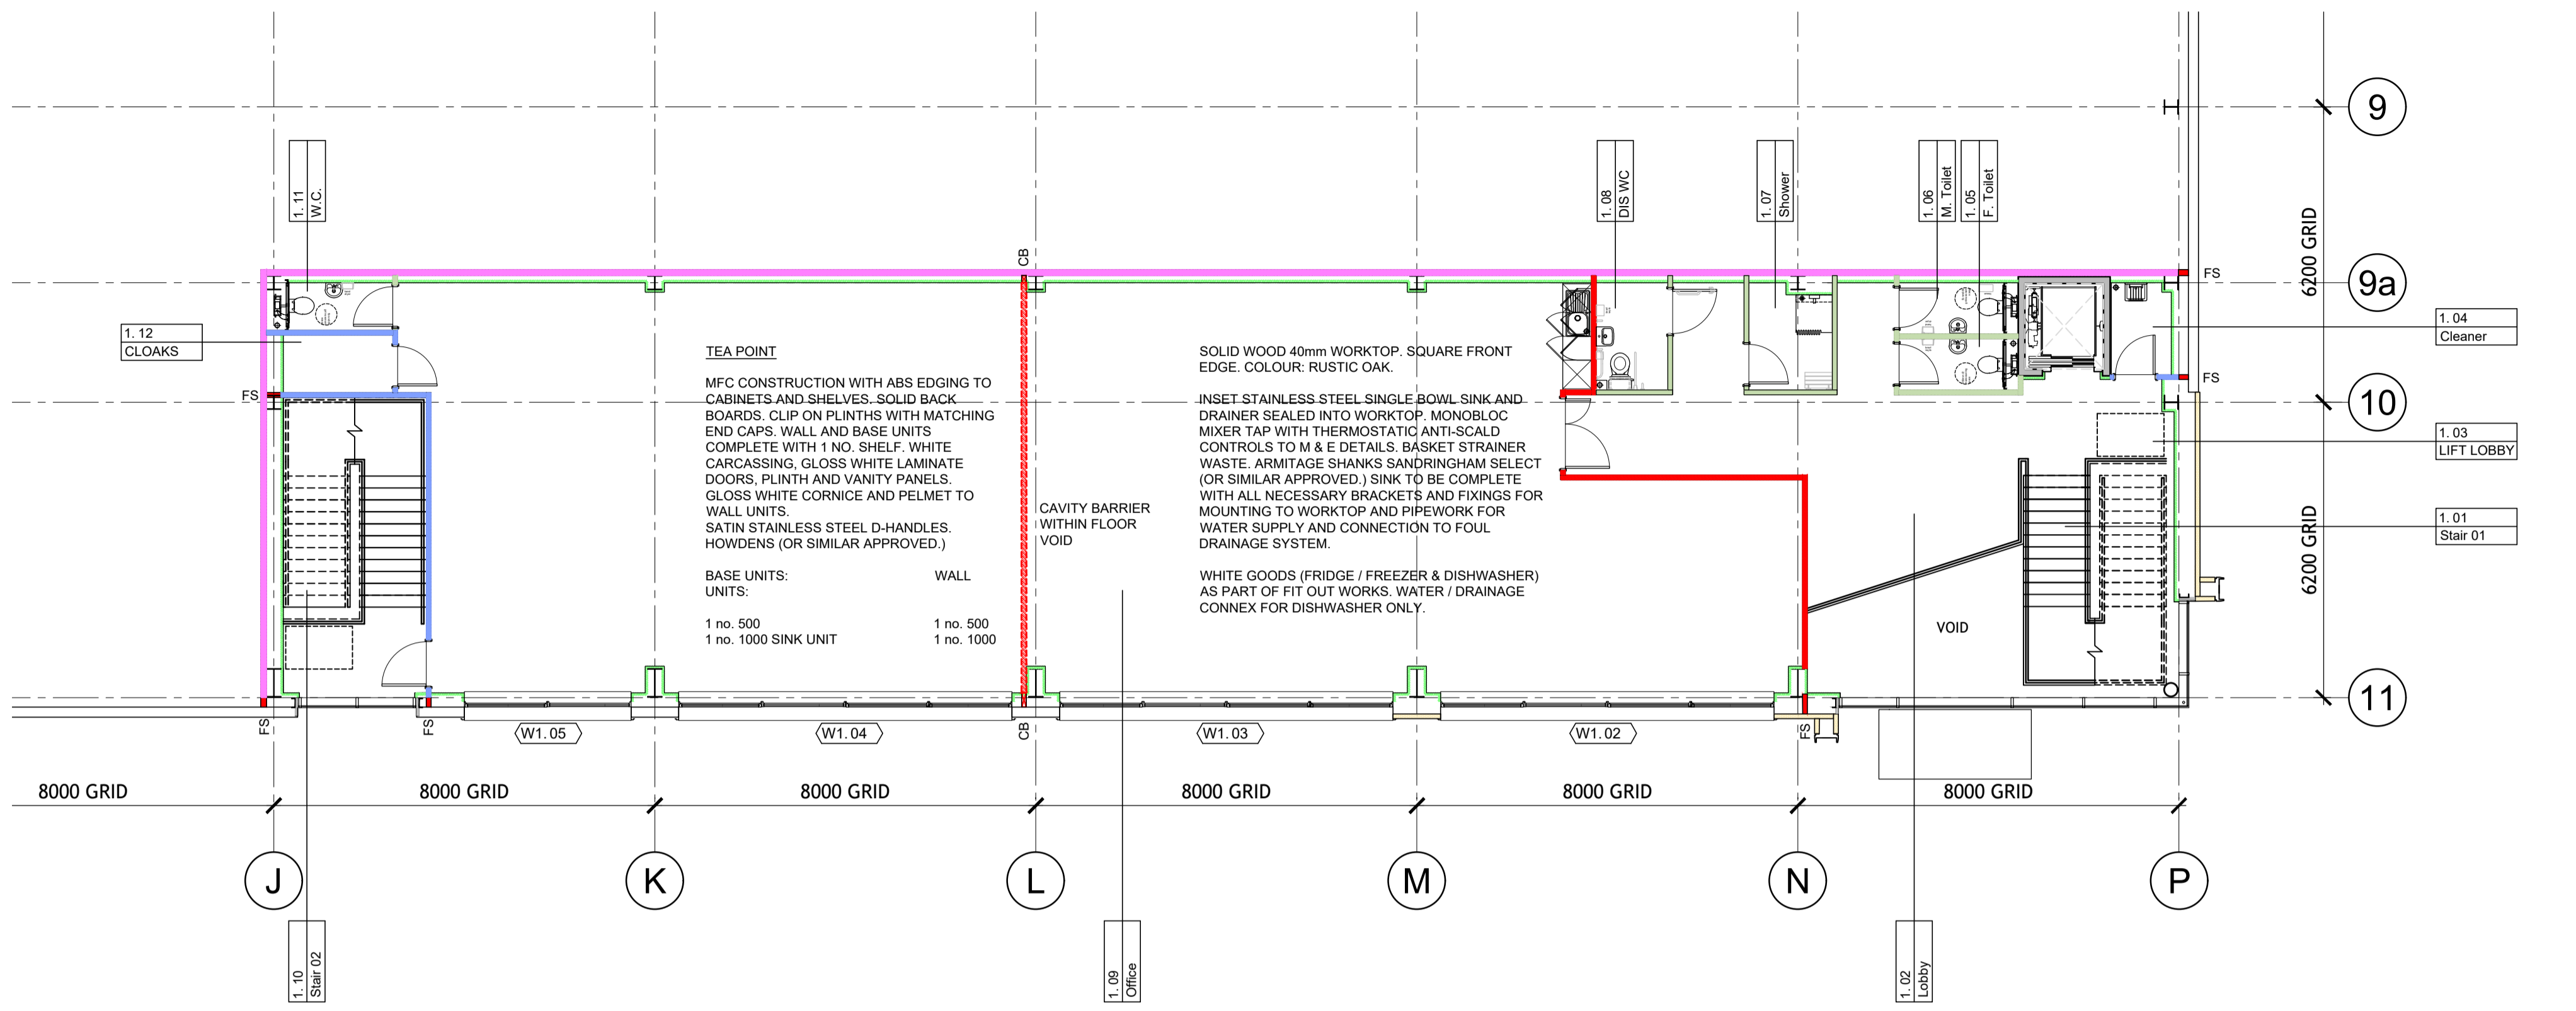 9
1. 11
W.C.
1. 08
DIS WC
1. 07
Shower
1. 06
M. Toilet
1. 05
F. Toilet
6200 GRID
CB
FS
9a
1. 12
CLOAKS
1. 04
Cleaner
FS
FS
10
TEA POINT
MFC CONSTRUCTION WITH ABS EDGING TO
CABINETS AND SHELVES. SOLID BACK
BOARDS. CLIP ON PLINTHS WITH MATCHING
END CAPS. WALL AND BASE UNITS
COMPLETE WITH 1 NO. SHELF. WHITE
CARCASSING, GLOSS WHITE LAMINATE
DOORS, PLINTH AND VANITY PANELS.
GLOSS WHITE CORNICE AND PELMET TO
WALL UNITS.
SATIN STAINLESS STEEL D-HANDLES.
HOWDENS (OR SIMILAR APPROVED.)
BASE UNITS: WALL
UNITS:
1 no. 500 1 no. 500
1 no. 1000 SINK UNIT 1 no. 1000
CAVITY BARRIER
WITHIN FLOOR
VOID
SOLID WOOD 40mm WORKTOP. SQUARE FRONT
EDGE. COLOUR: RUSTIC OAK.
INSET STAINLESS STEEL SINGLE BOWL SINK AND
DRAINER SEALED INTO WORKTOP. MONOBLOC
MIXER TAP WITH THERMOSTATIC ANTI-SCALD
CONTROLS TO M & E DETAILS. BASKET STRAINER
WASTE. ARMITAGE SHANKS SANDRINGHAM SELECT
(OR SIMILAR APPROVED.) SINK TO BE COMPLETE
WITH ALL NECESSARY BRACKETS AND FIXINGS FOR
MOUNTING TO WORKTOP AND PIPEWORK FOR
WATER SUPPLY AND CONNECTION TO FOUL
DRAINAGE SYSTEM.
WHITE GOODS (FRIDGE / FREEZER & DISHWASHER)
AS PART OF FIT OUT WORKS. WATER / DRAINAGE
CONNEX FOR DISHWASHER ONLY.
1. 03
LIFT LOBBY
1. 01
Stair 01
6200 GRID
VOID
11
FS
FS
CB
FS
W1. 05
W1. 04
W1. 03
W1. 02
8000 GRID
8000 GRID
8000 GRID
8000 GRID
8000 GRID
8000 GRID
J
K
L
M
N
P
1. 10
Stair 02
1. 09
Office
1. 02
Lobby